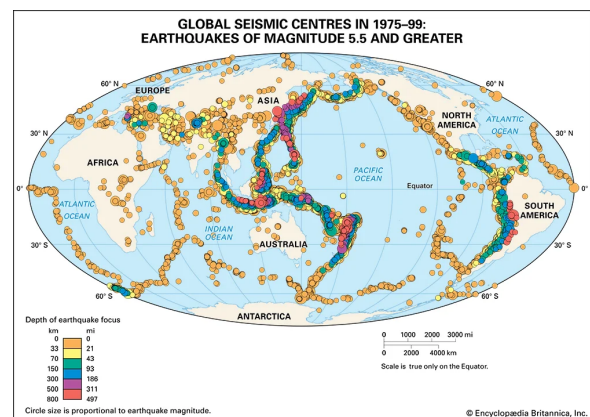 GLOBAL SEISMIC CENTRES IN 1975–99:
EARTHQUAKES OF MAGNITUDE 5.5 AND GREATER
60° N
60° N
EUROPE
ASIA
NORTH
AMERICA
ATLANTIC
OCEAN
30° N
30° N
AFRICA
PACIFIC
OCEAN
0°
Equator
0°
ATLANTIC
OCEAN
SOUTH
AMERICA
INDIAN
OCEAN
AUSTRALIA
30° S
30° S
60° S
60° S
ANTARCTICA
Depth of earthquake focus
km mi
0 0
33 21
70 43
150 93
300 186
500 311
800 497
0 1000 2000 3000 mi
0 2000 4000 km
Scale is true only on the Equator.
Circle size is proportional to earthquake magnitude.
© Encyclopædia Britannica, Inc.